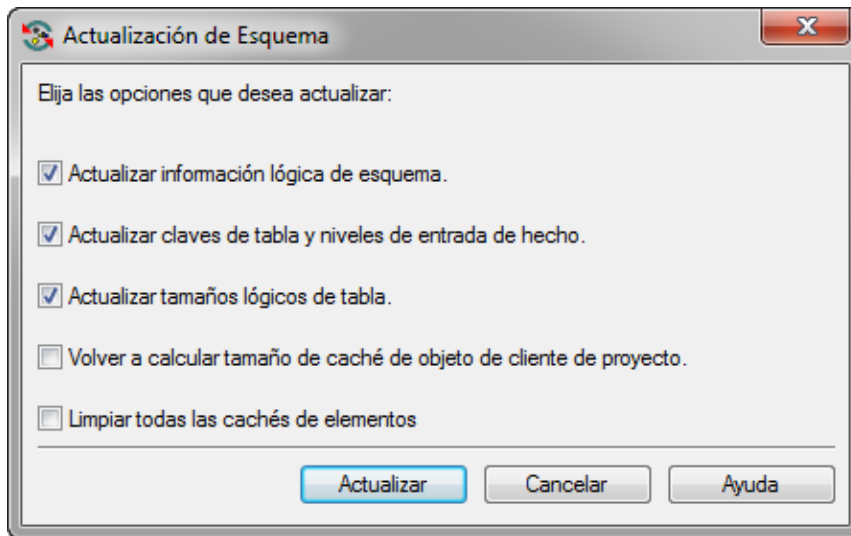 Actualización de Esquema
Elija las opciones que desea actualizar:
Actualizar información lógica de esquema.
Actualizar claves de tabla y niveles de entrada de hecho.
Actualizar tamaños lógicos de tabla.
Volver a calcular tamaño de caché de objeto de cliente de proyecto.
Limpiar todas las cachés de elementos
Actualizar Cancelar Ayuda